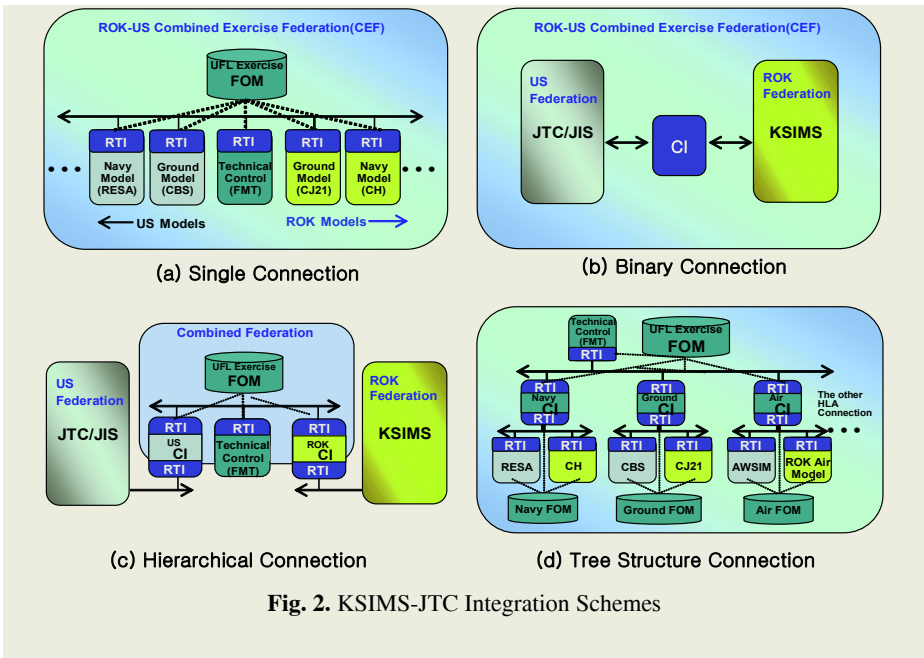 ROK-US Combined Exercise Federation(CEF)
UFL Exercise
FOM
RTI
RTI
RTI
RTI
RTI
Navy
Model
(RESA)
Ground
Model
(CBS)
Technical
Control
(FMT)
Ground
Model
(CJ21)
Navy
Model
(CH)
US Models
ROK Models
(a) Single Connection
ROK-US Combined Exercise Federation(CEF)
US
Federation
JTC/JIS
CI
ROK
Federation
KSIMS
(b) Binary Connection
Combined Federation
US
Federation
JTC/JIS
UFL Exercise
FOM
RTI
US
CI
RTI
RTI
Technical
Control
(FMT)
RTI
ROK
CI
RTI
ROK
Federation
KSIMS
(c) Hierarchical Connection
Technical
Control
(FMT)
RTI
UFL Exercise
FOM
RTI
Navy
CI
RTI
RTI
Ground
CI
RTI
RTI
Air
CI
RTI
The other
HLA
Connection
RTI
RESA
RTI
CH
RTI
CBS
RTI
CJ21
RTI
AWSIM
RTI
ROK Air
Model
Navy FOM
Ground FOM
Air FOM
(d) Tree Structure Connection
Fig. 2. KSIMS-JTC Integration Schemes